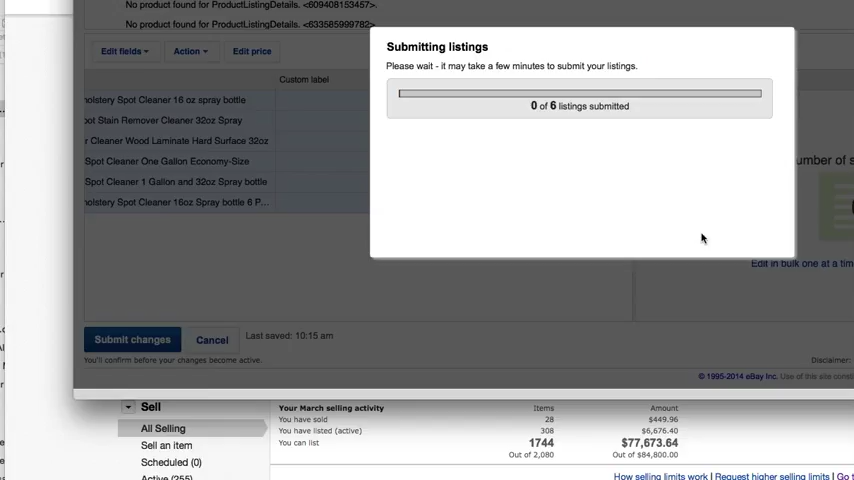 No product found for ProductListingDetails. <609408153457>.
No product found for ProductListingDetails. <633585999782>
Edit fields
Action
Edit price
Submitting listings
Please wait - it may take a few minutes to submit your listings.
0 of 6 listings submitted
Custom label
holstery Spot Cleaner 16 oz spray bottle
pot Stain Remover Cleaner 32oz Spray
r Cleaner Wood Laminate Hard Surface 32oz
Spot Cleaner One Gallon Economy-Size
Spot Cleaner 1 Gallon and 32oz Spray bottle
holstery Spot Cleaner 16oz Spray bottle 6 P...
umber of s
Edit in bulk one at a tim
Submit changes
Cancel
Last saved: 10:15 am
You'll confirm before your changes become active.
Disclaimer:
© 1995-2014 eBay Inc. Use of this site consti
Sell
All Selling
Sell an item
Scheduled (0)
Active (255)
Your March selling activity Items Amount
You have sold 28 $449.96
You have listed (active) 308 $6,676.40
You can list 1744 $77,673.64
Out of 2,080 Out of $84,800.00
How selling limits work | Request higher selling limits | Go t